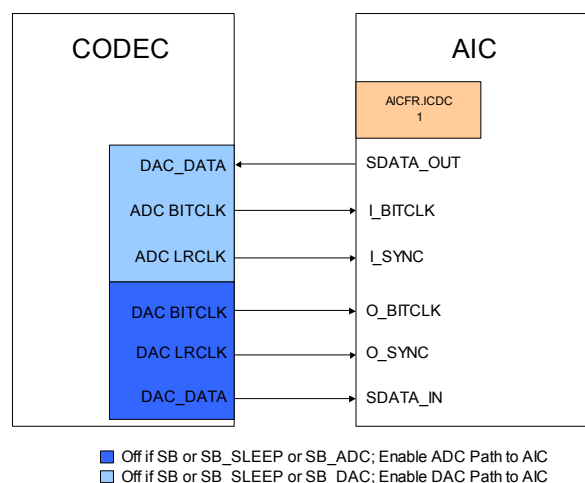 CODEC
AIC
AICFR.ICDC
1
DAC_DATA
SDATA_OUT
ADC BITCLK
I_BITCLK
ADC LRCLK
I_SYNC
DAC BITCLK
O_BITCLK
DAC LRCLK
O_SYNC
DAC_DATA
SDATA_IN
Off if SB or SB_SLEEP or SB_ADC; Enable ADC Path to AIC
Off if SB or SB_SLEEP or SB_DAC; Enable DAC Path to AIC